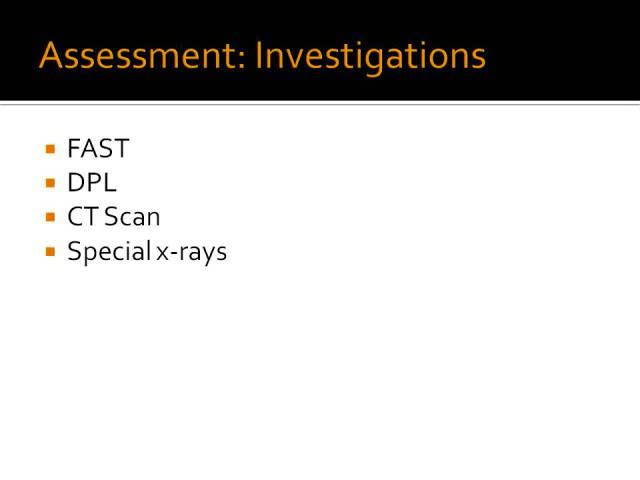 Assessment: Investigations
FAST
DPL
CT Scan
Special x-rays